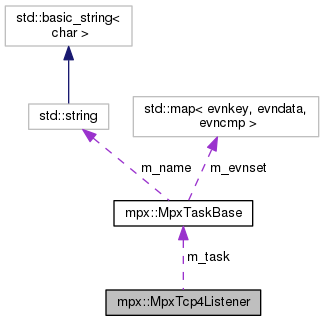 std::basic_string<
char >
std::string
std::map< evnkey, evndata,
evncmp >
m_name
m_evnset
mpx::MpxTaskBase
m_task
mpx::MpxTcp4Listener